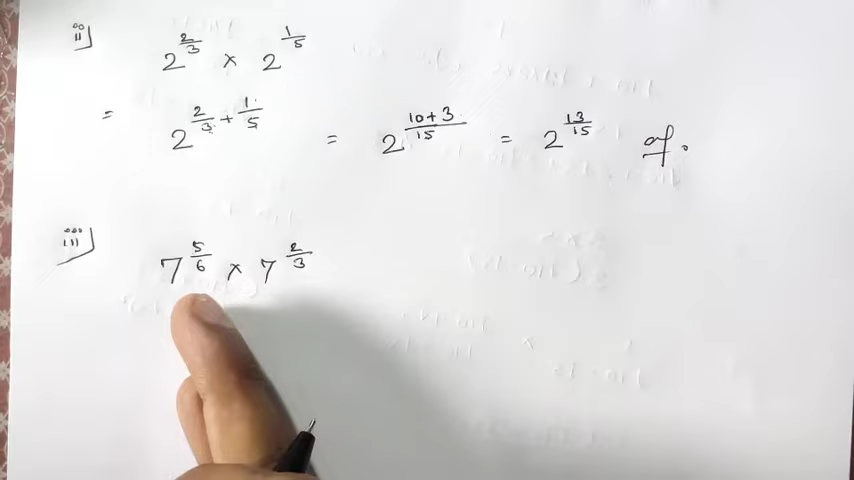 ii) 2^{2/3} × 2^{1/5}
= 2^{2/3 + 1/5} = 2^{(10+3)/15} = 2^{13/15}
iii) 7^{5/6} × 7^{2/3}